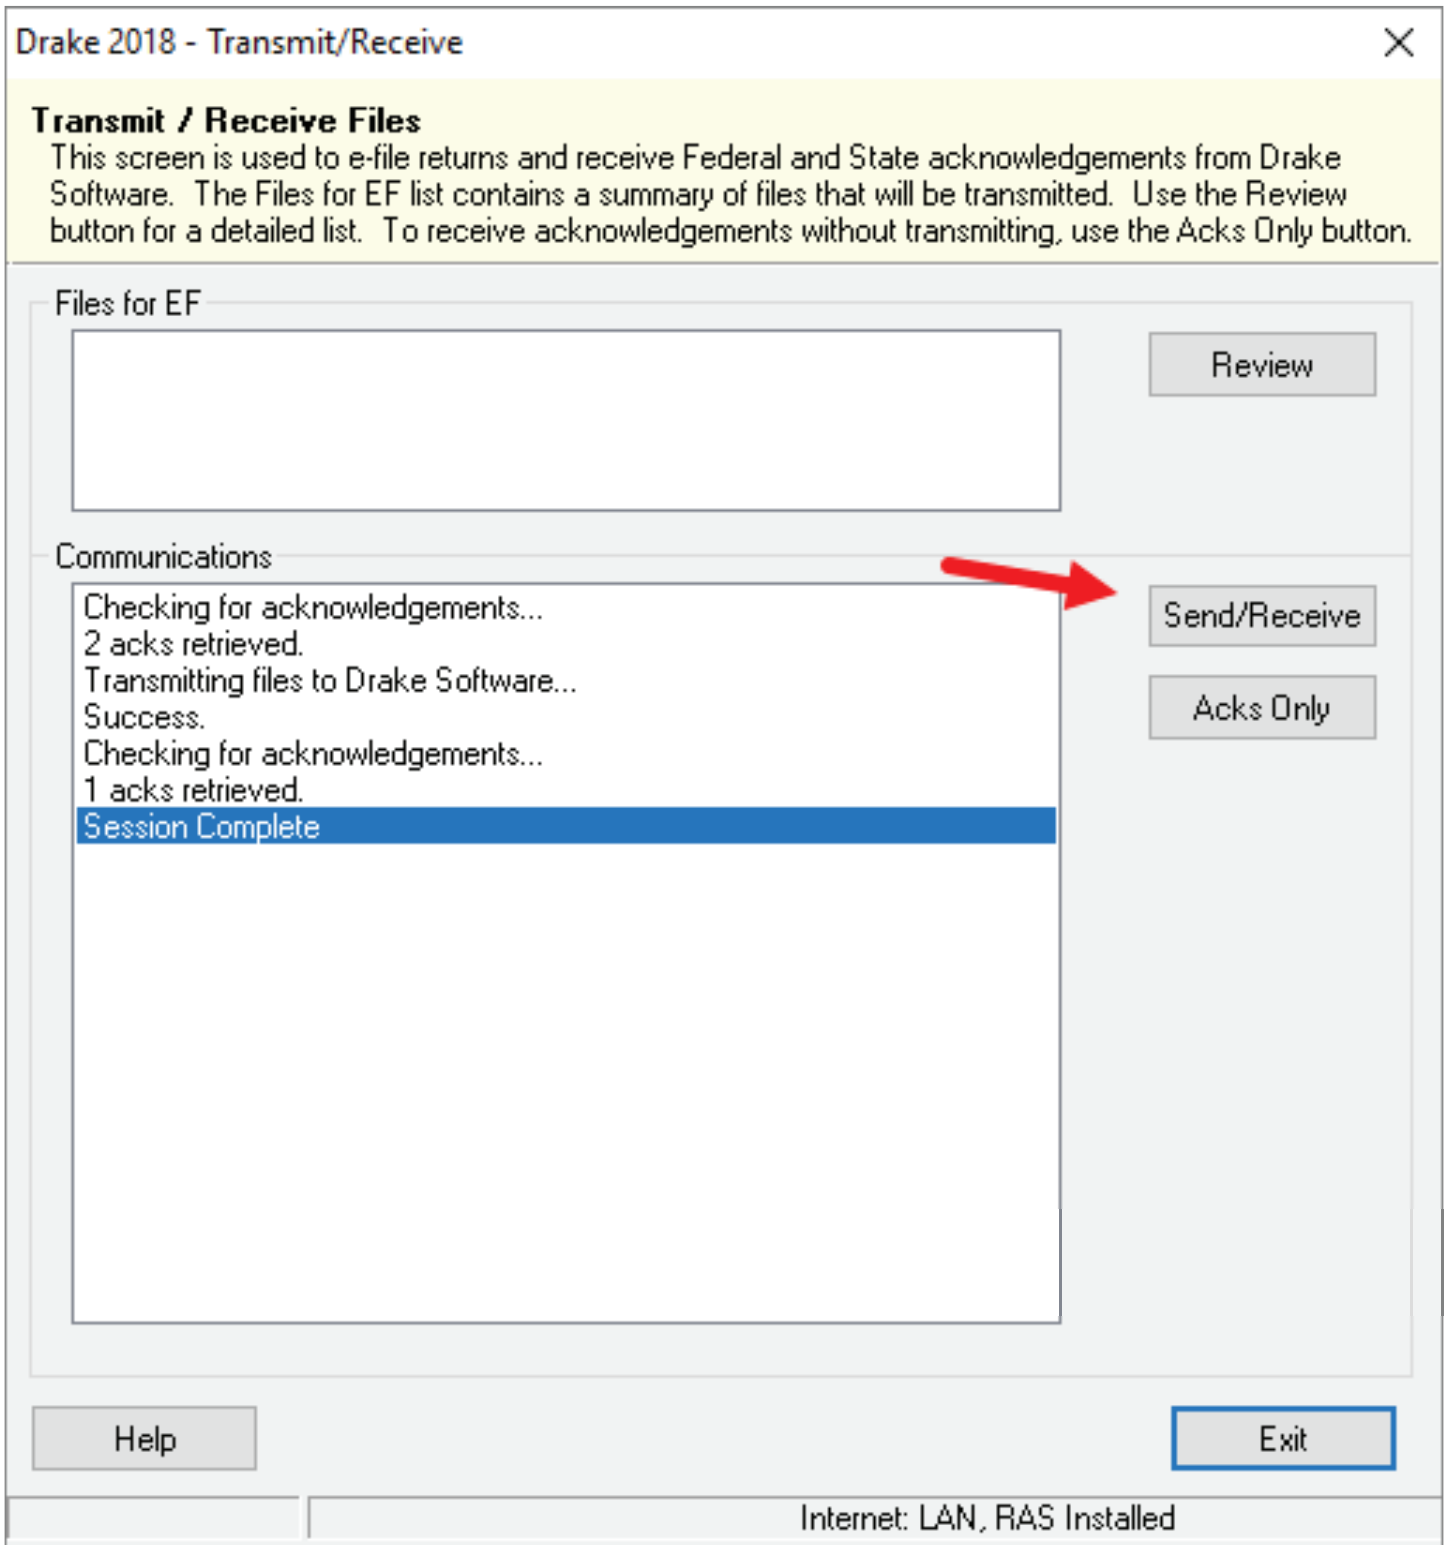 Drake 2018 - Transmit/Receive
Transmit / Receive Files
This screen is used to e-file returns and receive Federal and State acknowledgements from Drake
Software.  The Files for EF list contains a summary of files that will be transmitted.  Use the Review
button for a detailed list.  To receive acknowledgements without transmitting, use the Acks Only button.
Files for EF
Review
Communications
Checking for acknowledgements...
2 acks retrieved.
Transmitting files to Drake Software...
Success.
Checking for acknowledgements...
1 acks retrieved.
Session Complete
Send/Receive
Acks Only
Help
Exit
Internet: LAN, RAS Installed